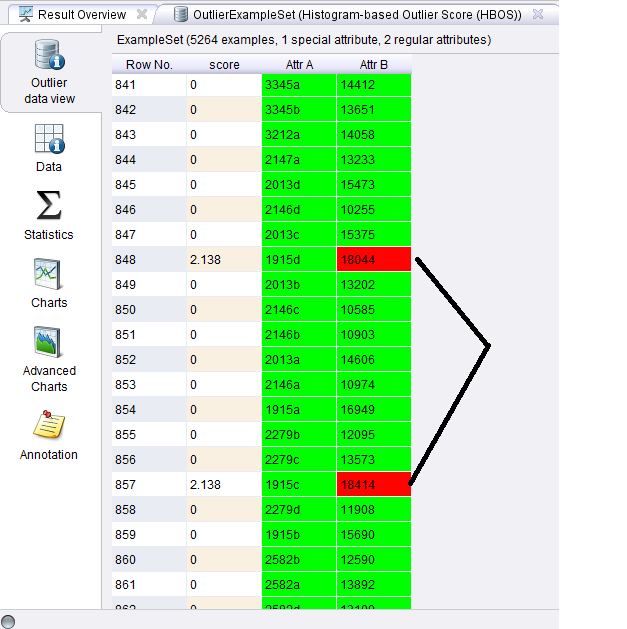 Result Overview OutlierExampleSet (Histogram-based Outlier Score (HBOS))
ExampleSet (5264 examples, 1 special attribute, 2 regular attributes)
Outlier
data view
Data
Statistics
Charts
Advanced
Charts
Annotation
Row No. score Attr A Attr B
841 0 3345a 14412
842 0 3345b 13651
843 0 3212a 14058
844 0 2147a 13233
845 0 2013d 15473
846 0 2146d 10255
847 0 2013c 15375
848 2.138 1915d 18044
849 0 2013b 13202
850 0 2146c 10585
851 0 2146b 10903
852 0 2013a 14606
853 0 2146a 10974
854 0 1915a 16949
855 0 2279b 12095
856 0 2279c 13573
857 2.138 1915c 18414
858 0 2279d 11908
859 0 1915b 15690
860 0 2582b 12590
861 0 2582a 13892